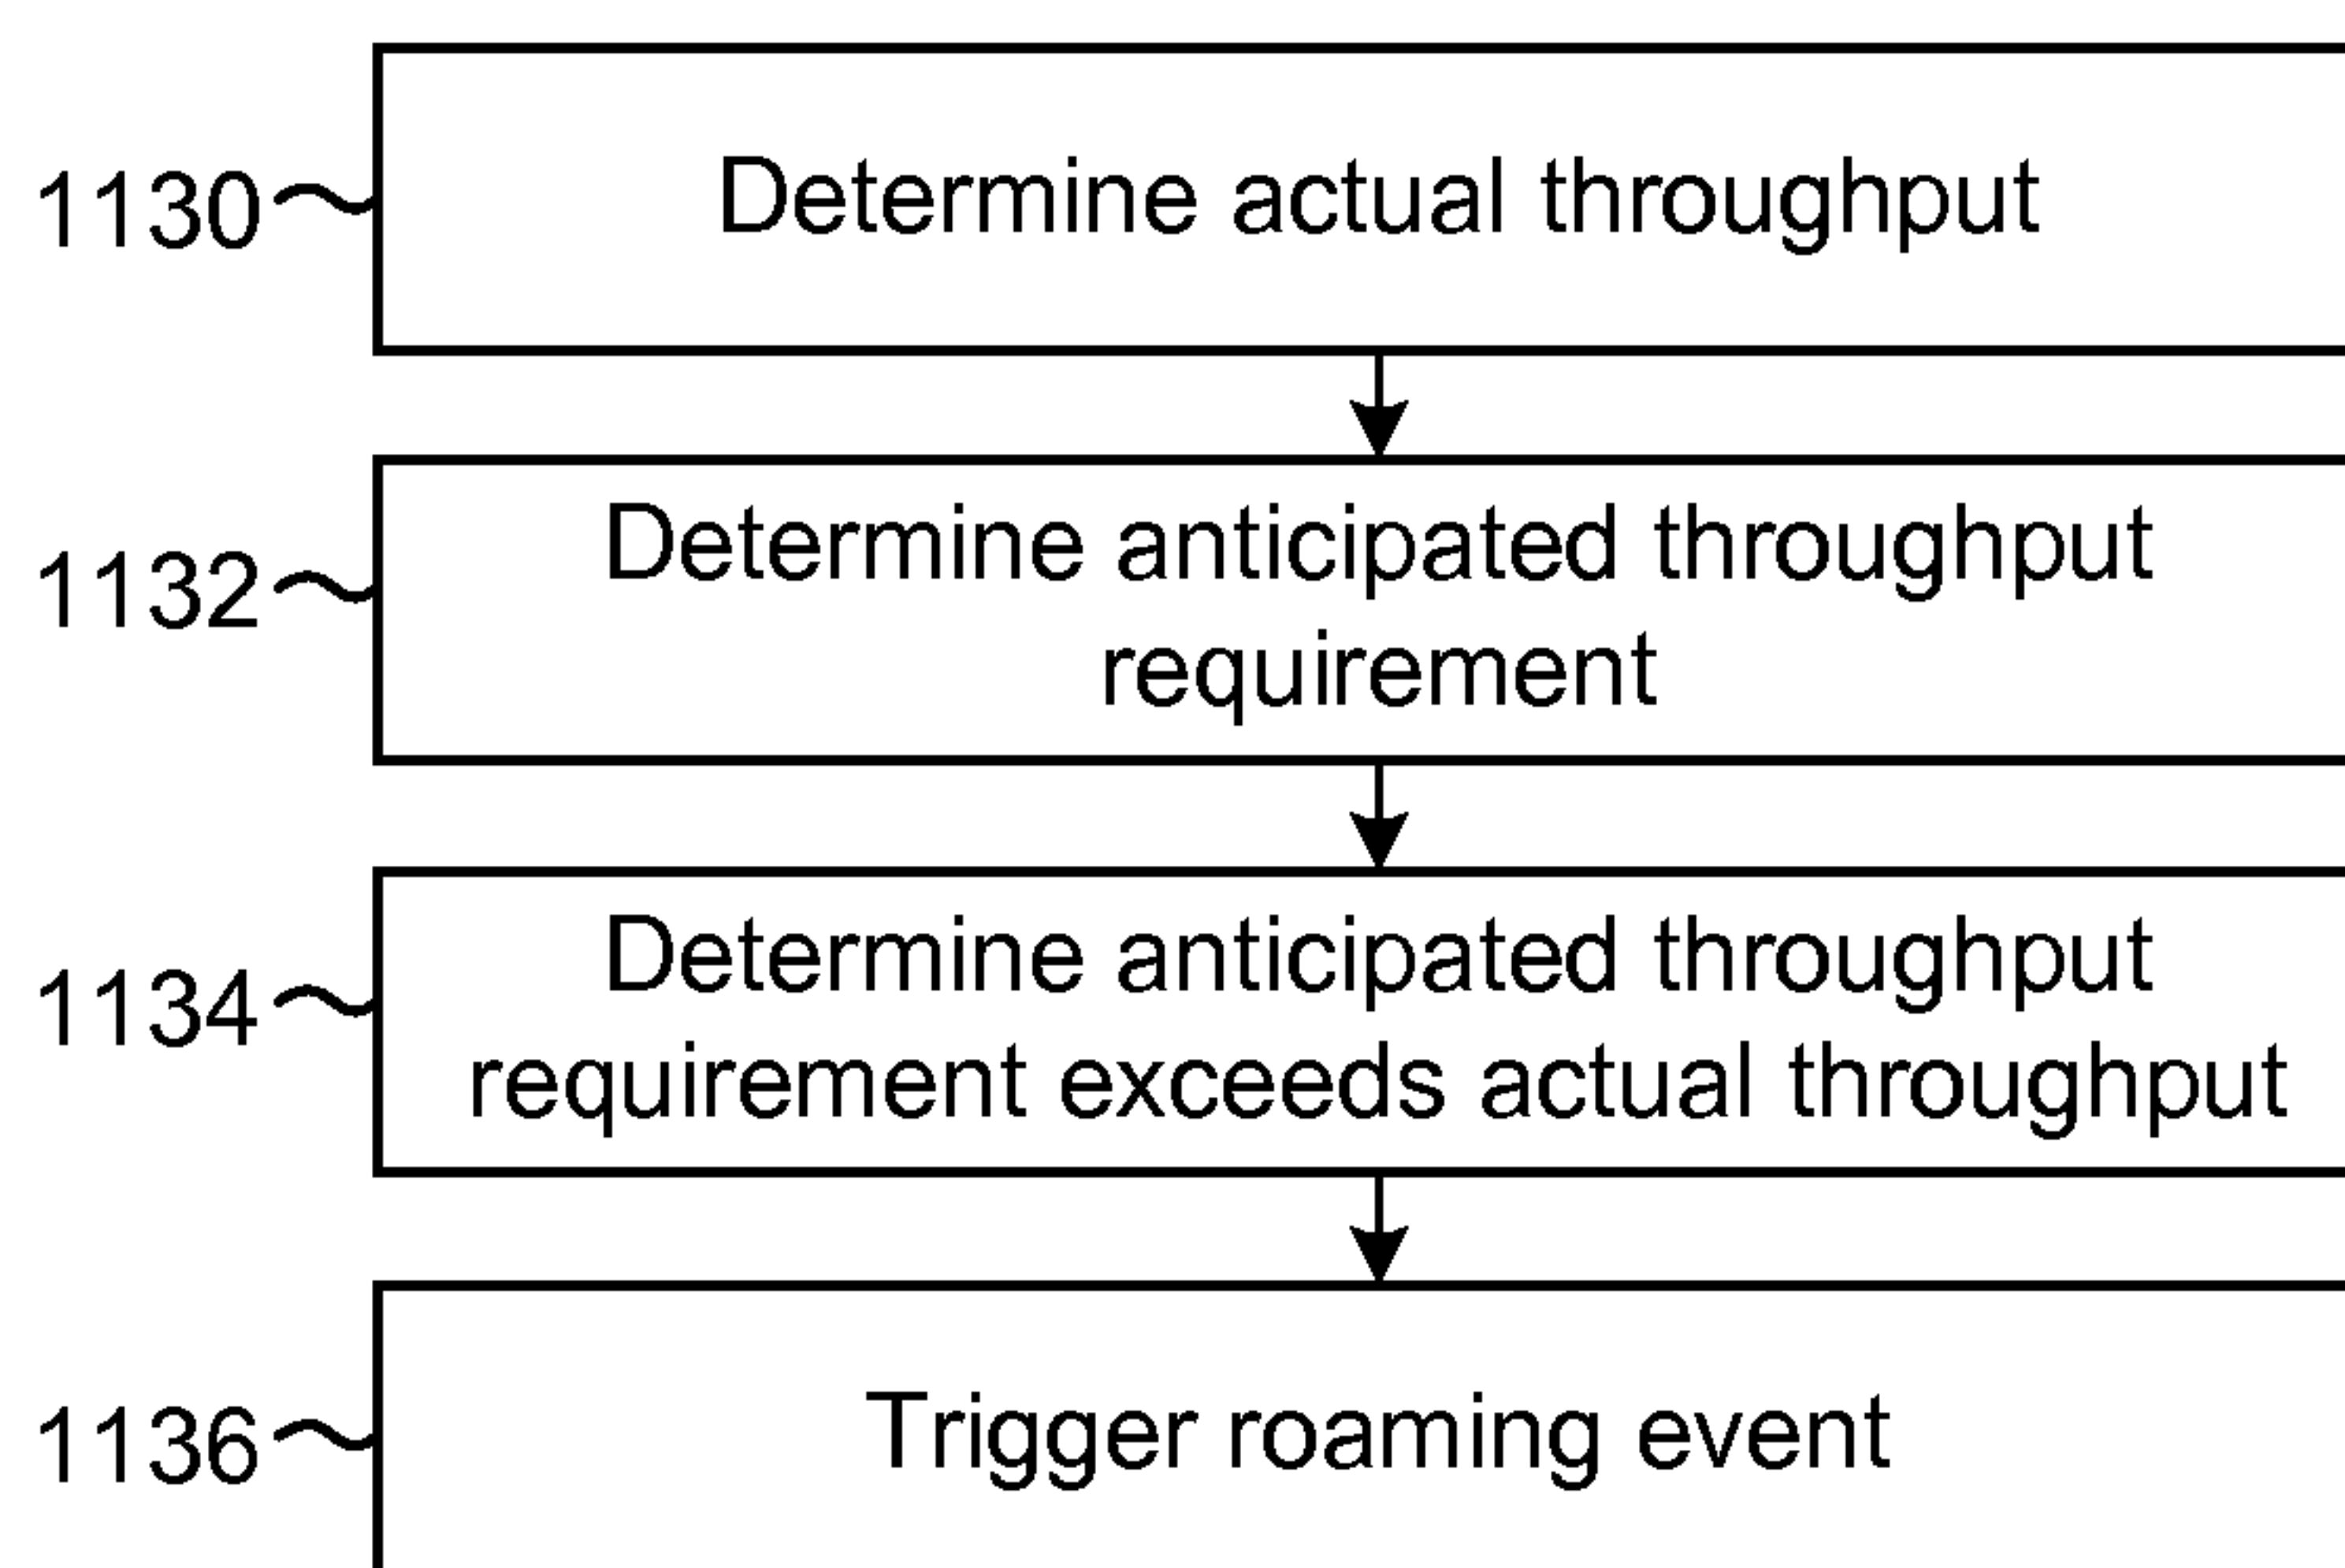 1130
Determine actual throughput
1132
Determine anticipated throughput
requirement
1134
Determine anticipated throughput
requirement exceeds actual throughput
1136
Trigger roaming event